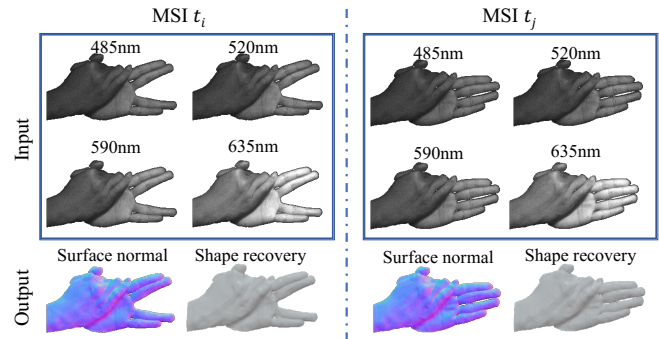 MSI t_i
MSI t_j
Input
485nm
520nm
590nm
635nm
485nm
520nm
590nm
635nm
Output
Surface normal
Shape recovery
Surface normal
Shape recovery